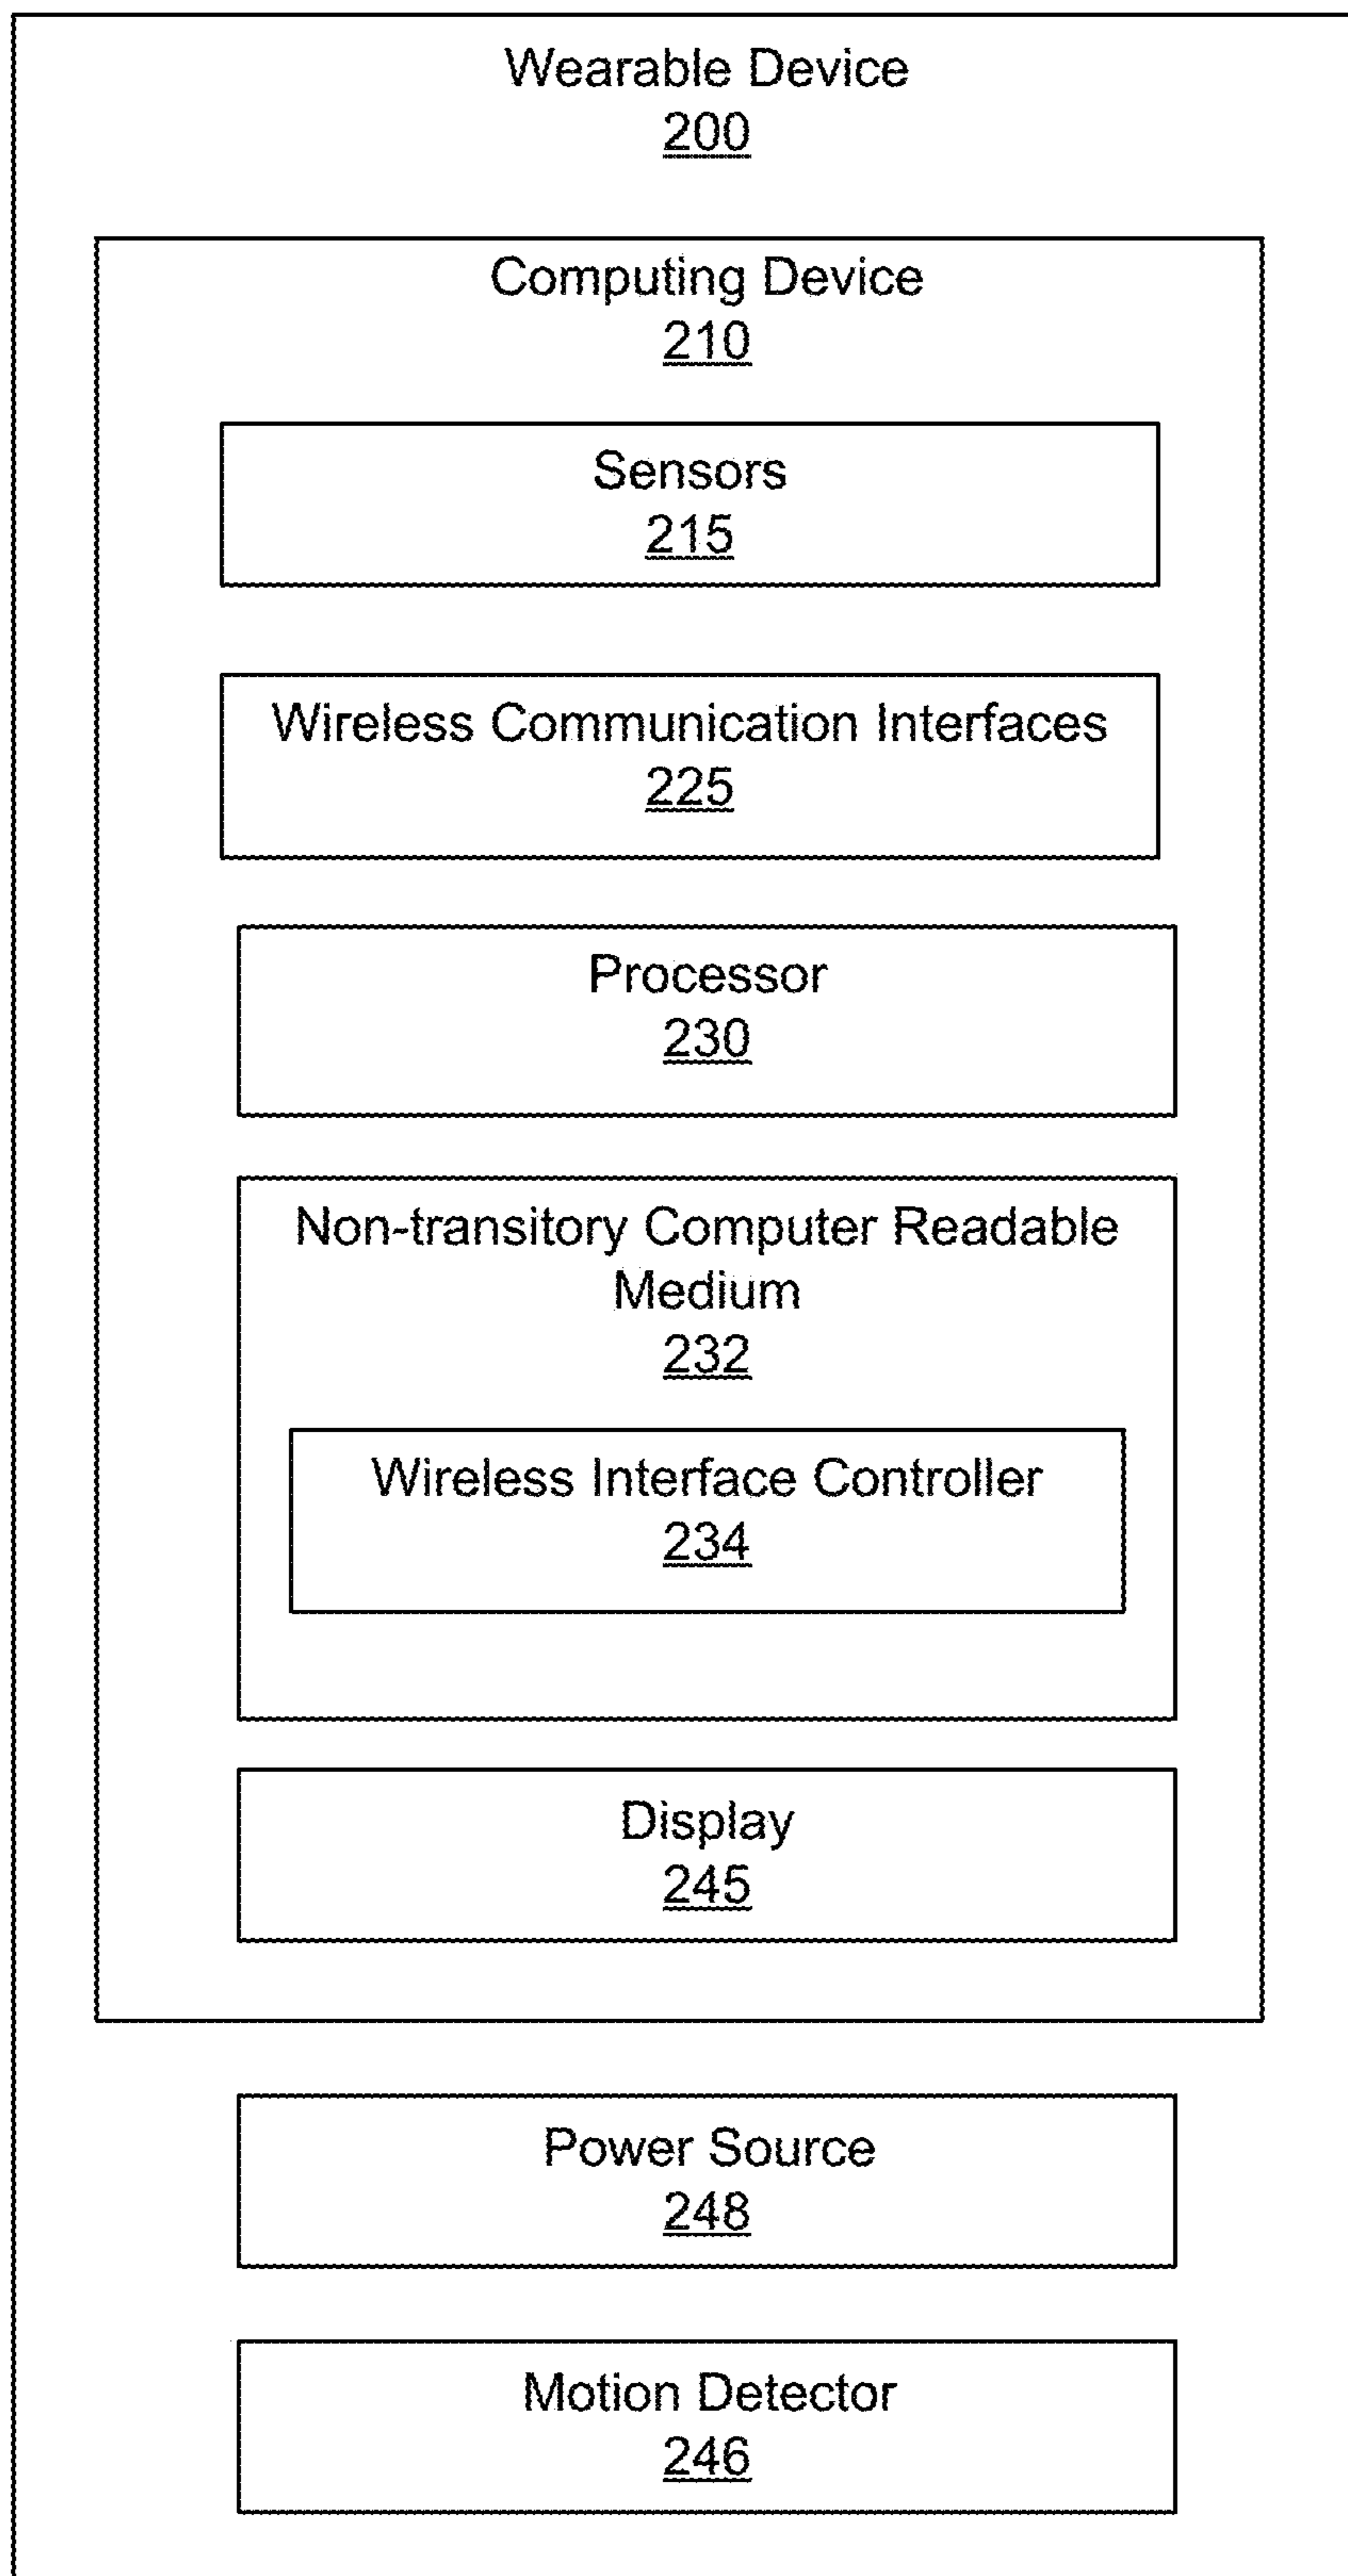 Wearable Device
200
Computing Device
210
Sensors
215
Wireless Communication Interfaces
225
Processor
230
Non-transitory Computer Readable
Medium
232
Wireless Interface Controller
234
Display
245
Power Source
248
Motion Detector
246